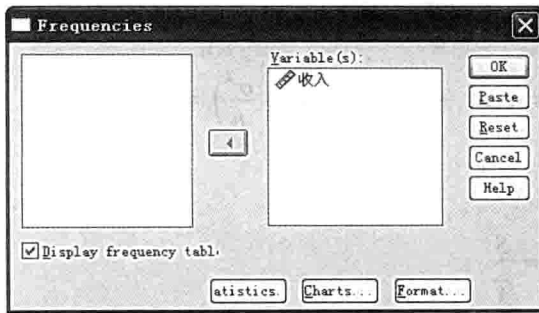 Frequencies
Variable(s):
收入
OK
Paste
Reset
Cancel
Help
Display frequency tabl
atistics.
Charts...
Format...